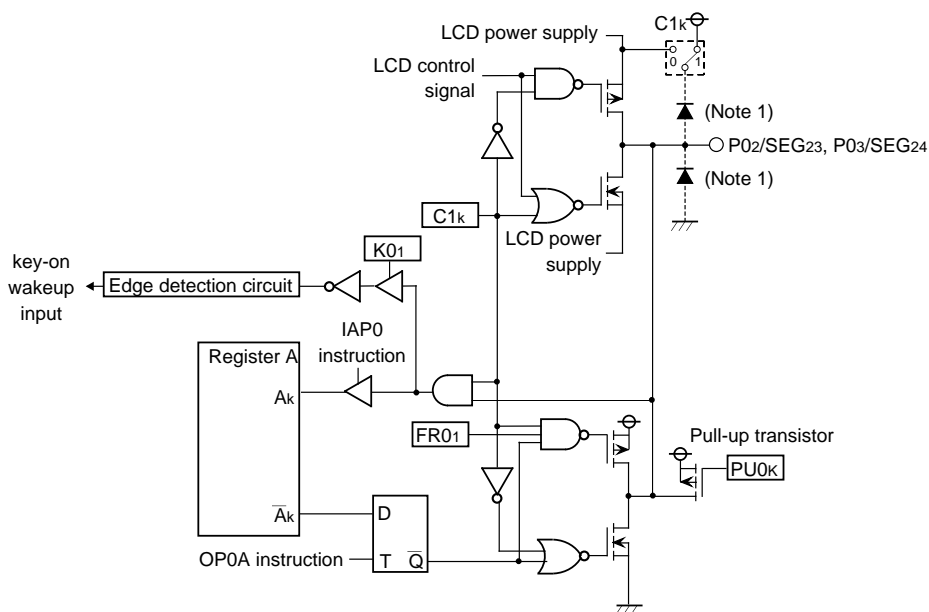 C1k
LCD power supply
0 1
LCD control
signal
(Note 1)
P02/SEG23, P03/SEG24
(Note 1)
C1k
LCD power
supply
K01
key-on
wakeup
input
Edge detection circuit
IAP0
instruction
Register A
Ak
FR01
Pull-up transistor
PU0K
A̅k
D
OP0A instruction
T Q̅